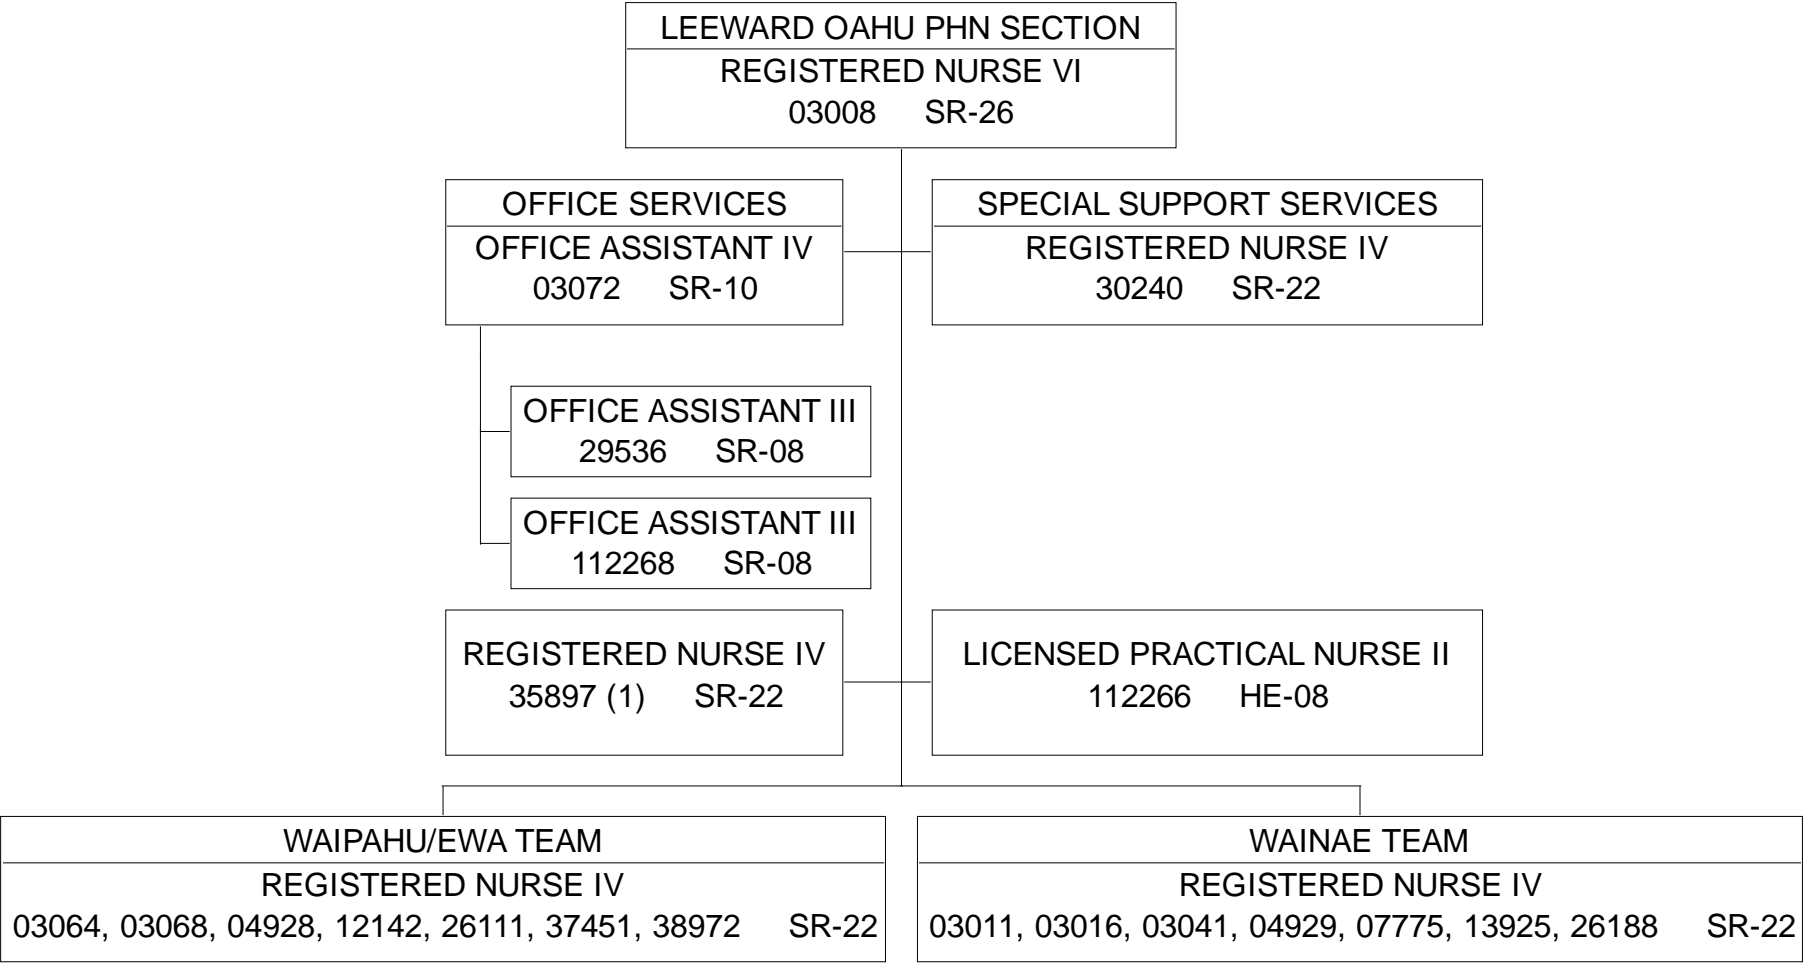 LEEWARD OAHU PHN SECTION
REGISTERED NURSE VI
03008 SR-26
OFFICE SERVICES
OFFICE ASSISTANT IV
03072 SR-10
SPECIAL SUPPORT SERVICES
REGISTERED NURSE IV
30240 SR-22
OFFICE ASSISTANT III
29536 SR-08
OFFICE ASSISTANT III
112268 SR-08
REGISTERED NURSE IV
35897 (1) SR-22
LICENSED PRACTICAL NURSE II
112266 HE-08
WAIPAHU/EWA TEAM
REGISTERED NURSE IV
03064, 03068, 04928, 12142, 26111, 37451, 38972 SR-22
WAINAE TEAM
REGISTERED NURSE IV
03011, 03016, 03041, 04929, 07775, 13925, 26188 SR-22